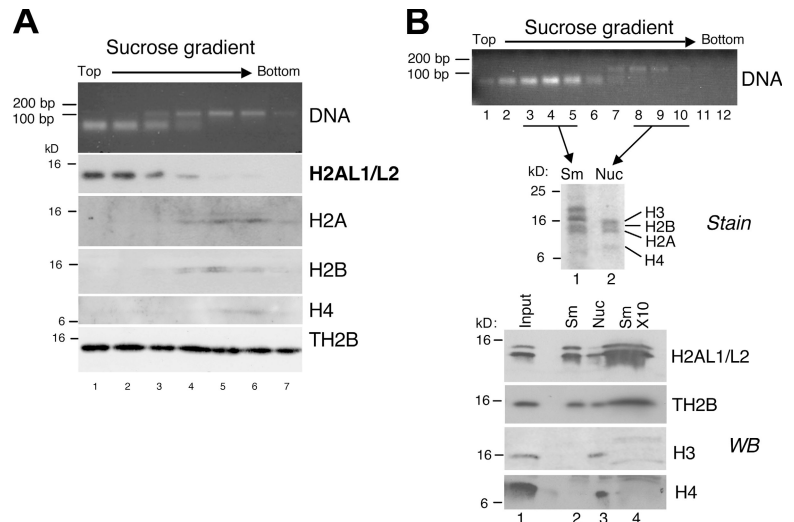 A
Sucrose gradient
Top Bottom
200 bp
100 bp
DNA
kD
16
H2AL1/L2
16
H2A
16
H2B
H4
6
16
TH2B
1 2 3 4 5 6 7
B
Sucrose gradient
Top Bottom
200 bp
100 bp
DNA
1 2 3 4 5 6 7 8 9 10 11 12
kD: Sm Nuc
25
16
6
H3
H2B
H2A
H4
Stain
1 2
kD: Input Sm Nuc Sm X10
16
H2AL1/L2
16
TH2B
16
H3
WB
6
H4
1 2 3 4